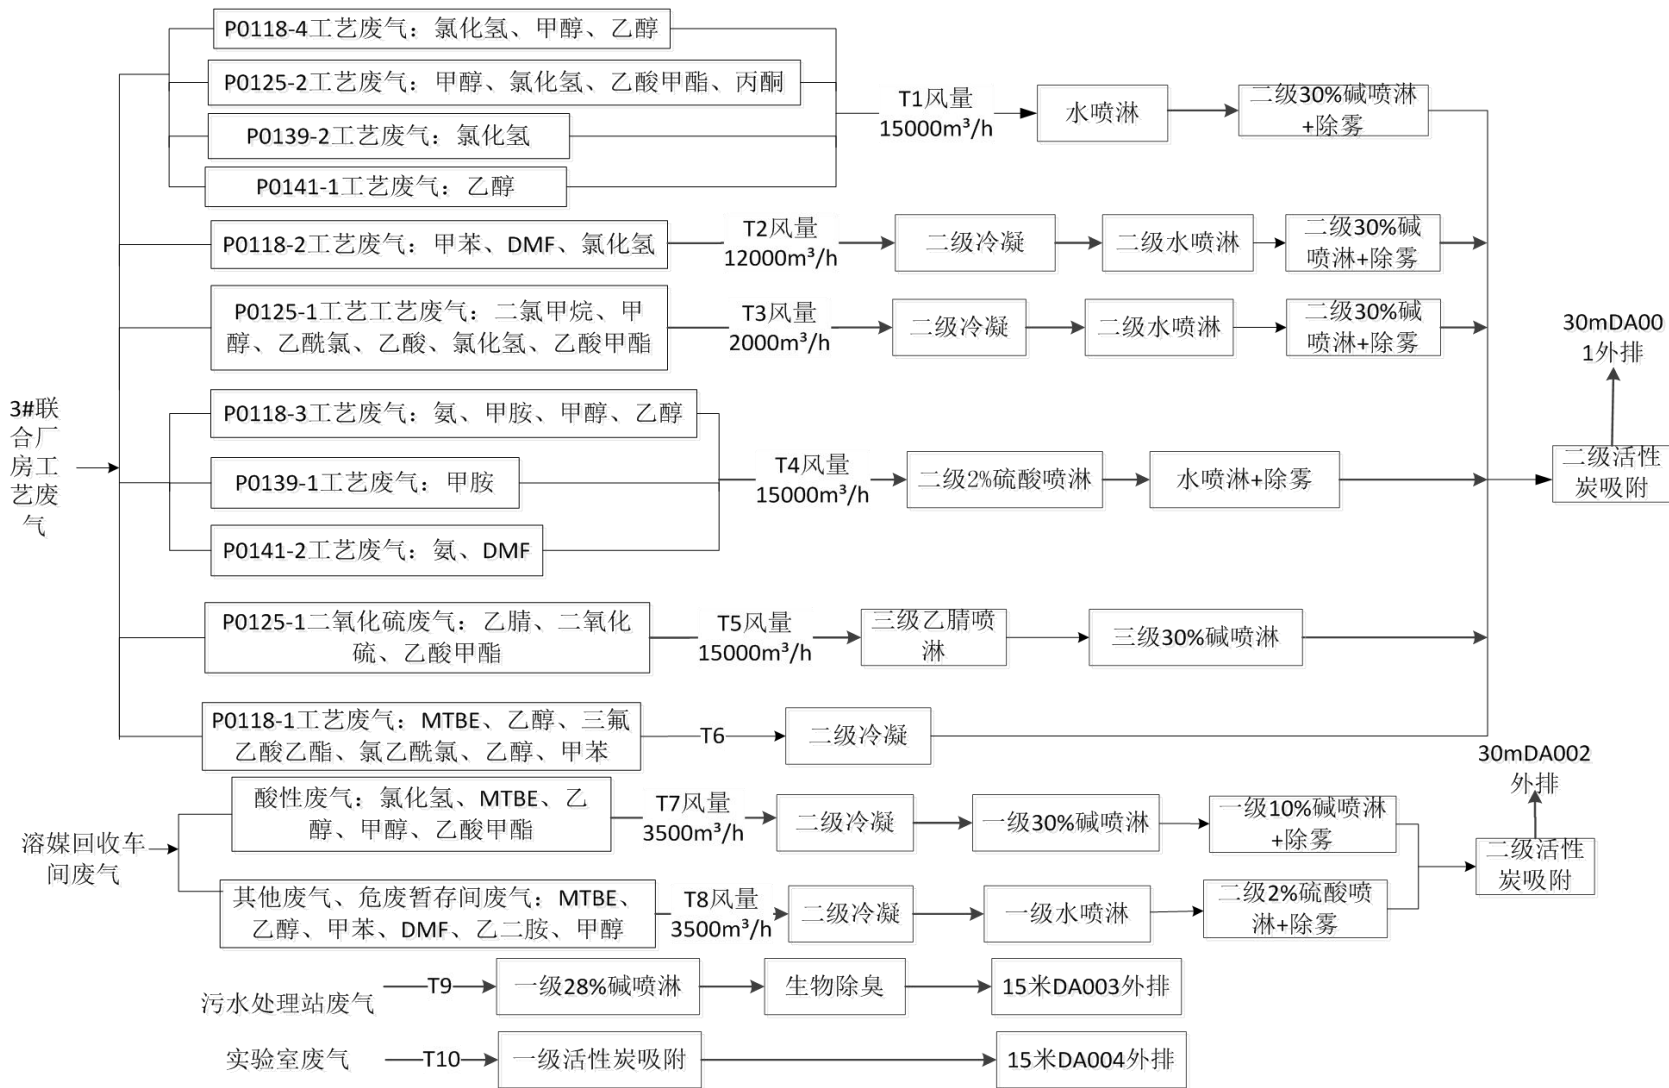 P0118-4工艺废气：氯化氢、甲醇、乙醇
P0125-2工艺废气：甲醇、氯化氢、乙酸甲酯、丙酮
P0139-2工艺废气：氯化氢
P0141-1工艺废气：乙醇
T1风量
15000m³/h
水喷淋
二级30%碱喷淋
+除雾
P0118-2工艺废气：甲苯、DMF、氯化氢
T2风量
12000m³/h
二级冷凝
二级水喷淋
二级30%碱
喷淋+除雾
P0125-1工艺工艺废气：二氯甲烷、甲
醇、乙酰氯、乙酸、氯化氢、乙酸甲酯
T3风量
2000m³/h
二级冷凝
二级水喷淋
二级30%碱
喷淋+除雾
30mDA00
1外排
3#联
合厂
房工
艺废
气
P0118-3工艺废气：氨、甲胺、甲醇、乙醇
P0139-1工艺废气：甲胺
P0141-2工艺废气：氨、DMF
T4风量
15000m³/h
二级2%硫酸喷淋
水喷淋+除雾
二级活性
炭吸附
P0125-1二氧化硫废气：乙腈、二氧化
硫、乙酸甲酯
T5风量
15000m³/h
三级乙腈喷
淋
三级30%碱喷淋
P0118-1工艺废气：MTBE、乙醇、三氟
乙酸乙酯、氯乙酰氯、乙醇、甲苯
T6
二级冷凝
30mDA002
外排
溶媒回收车
间废气
酸性废气：氯化氢、MTBE、乙
醇、甲醇、乙酸甲酯
T7风量
3500m³/h
二级冷凝
一级30%碱喷淋
一级10%碱喷淋
+除雾
二级活性
炭吸附
其他废气、危废暂存间废气：MTBE、
乙醇、甲苯、DMF、乙二胺、甲醇
T8风量
3500m³/h
二级冷凝
一级水喷淋
二级2%硫酸喷
淋+除雾
污水处理站废气
T9
一级28%碱喷淋
生物除臭
15米DA003外排
实验室废气
T10
一级活性炭吸附
15米DA004外排